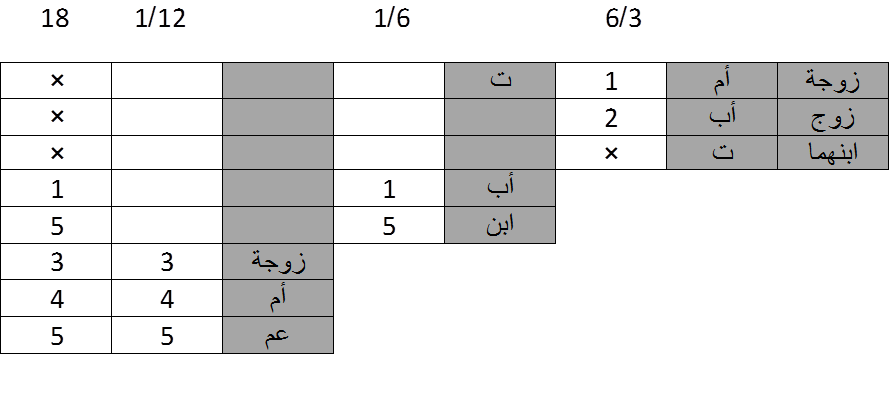 6/3 1/6 1/12 18
زوجة أم 1 ت ×
زوج أب 2 ×
ابنهما ت × ×
أب 1 1
ابن 5 5
زوجة 3 3
أم 4 4
عم 5 5